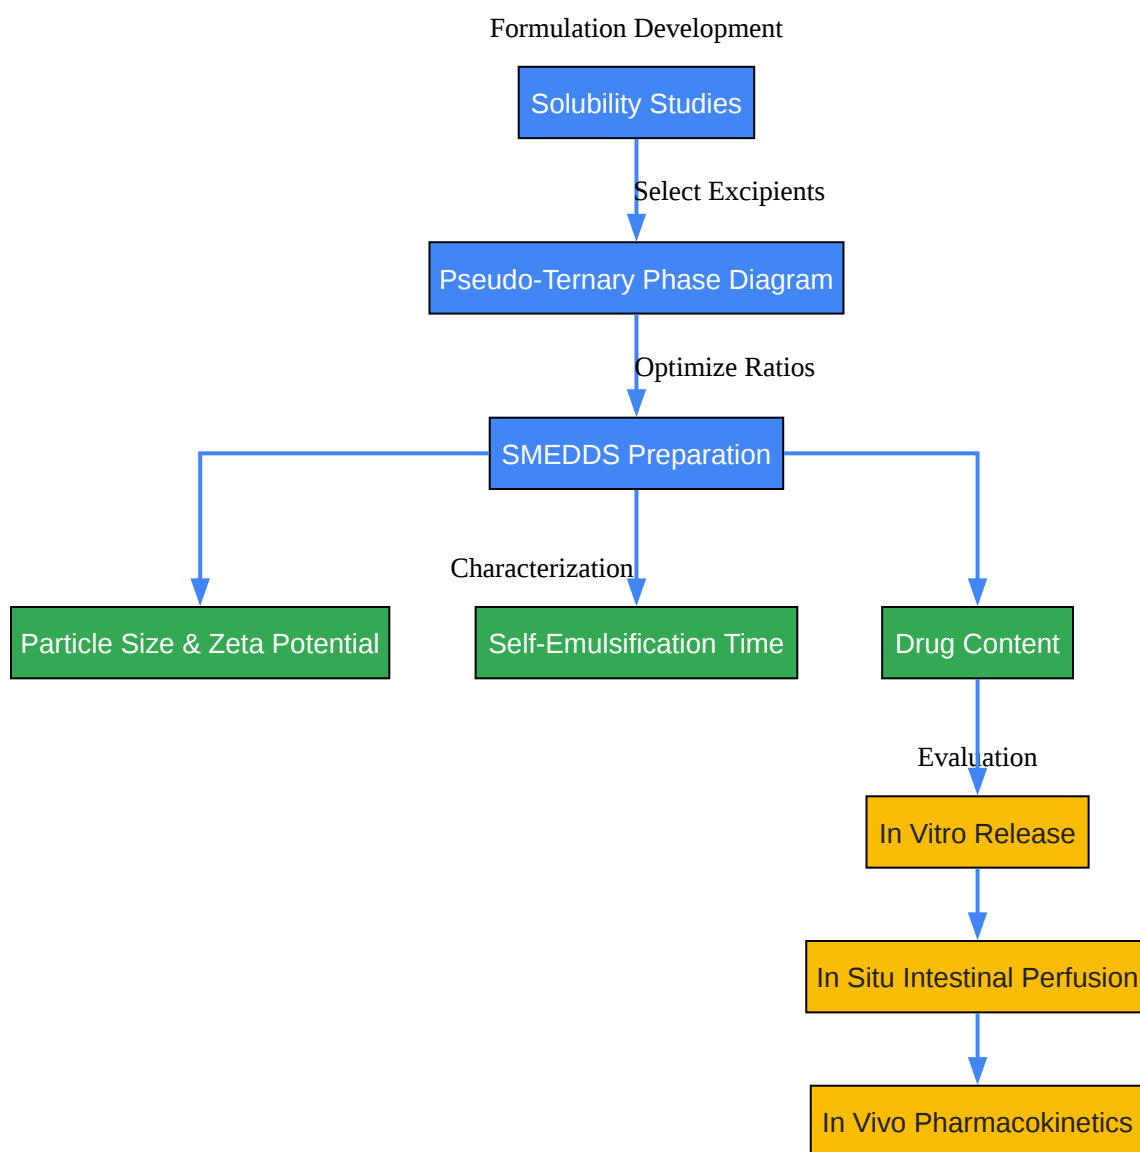 Formulation Development
Solubility Studies
Select Excipients
Pseudo-Ternary Phase Diagram
Optimize Ratios
SMEDDS Preparation
Characterization
Particle Size & Zeta Potential
Self-Emulsification Time
Drug Content
Evaluation
In Vitro Release
In Situ Intestinal Perfusion
In Vivo Pharmacokinetics